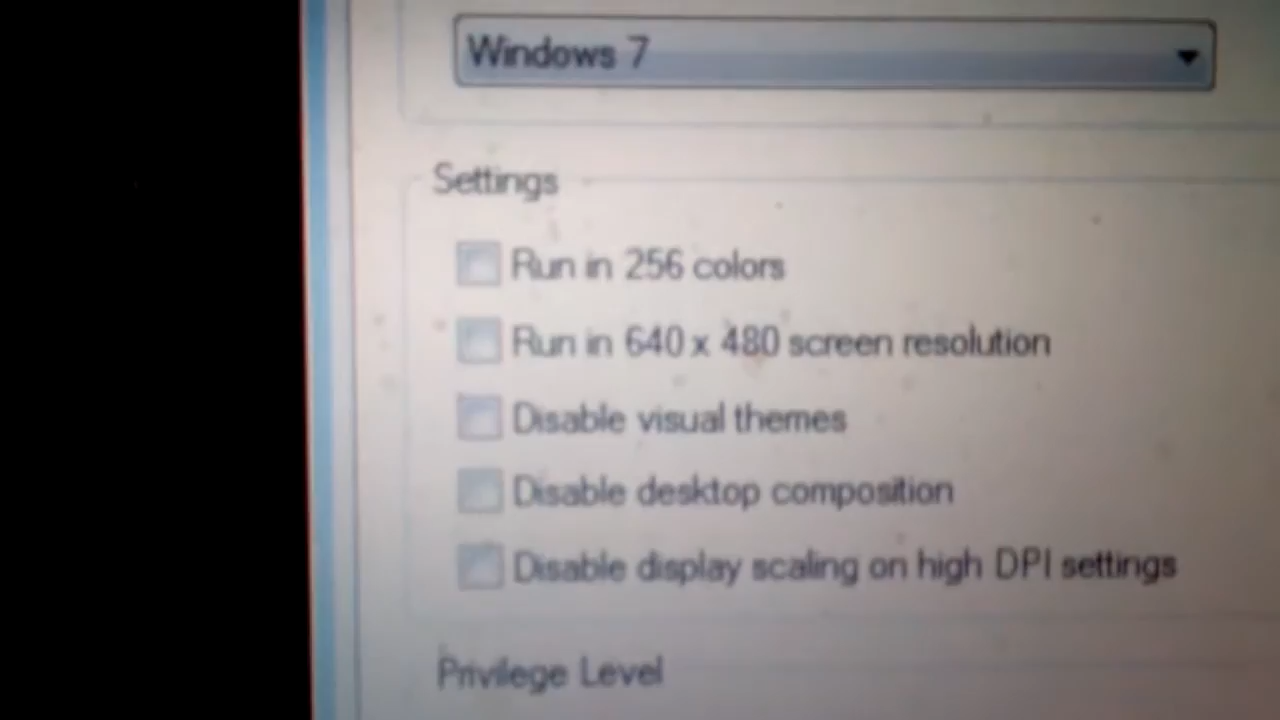 Windows 7
Settings
Run in 256 colors
Run in 640 x 480 screen resolution
Disable visual themes
Disable desktop composition
Disable display scaling on high DPI settings
Privilege Level